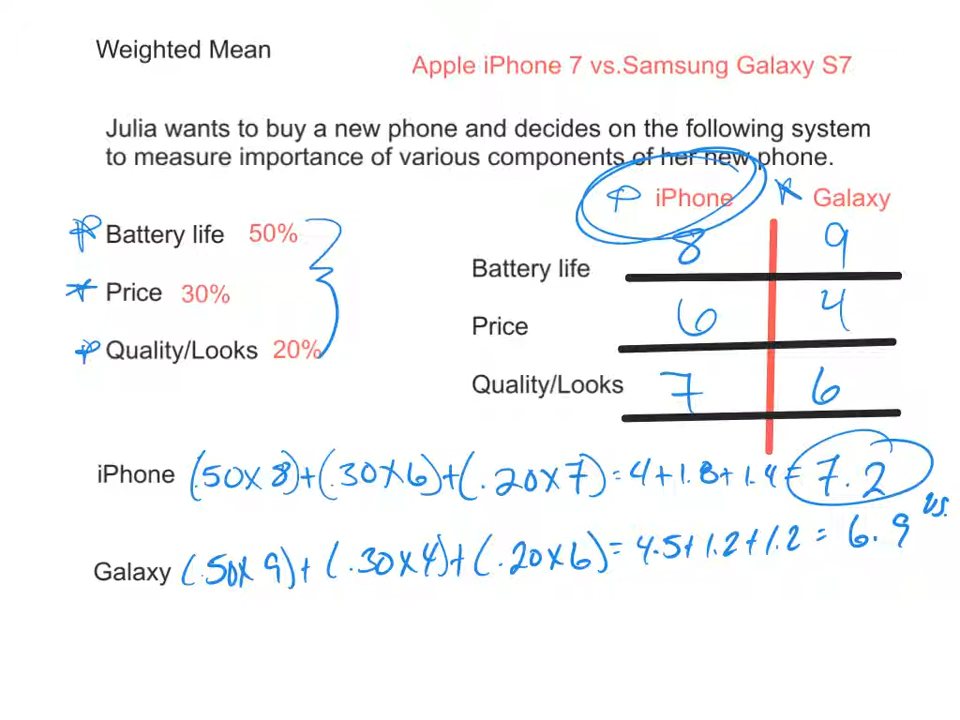 Weighted Mean
Apple iPhone 7 vs.Samsung Galaxy S7
Julia wants to buy a new phone and decides on the following system
to measure importance of various components of her new phone.
iPhone Galaxy
Battery life 50%
Price 30%
Quality/Looks 20%
Battery life 8 9
Price 6 4
Quality/Looks 7 6
iPhone (.50x8)+(.30x6)+(.20x7)=4+1.8+1.4=7.2
vs.
Galaxy (.50x9)+(.30x4)+(.20x6)=4.5+1.2+1.2=6.9